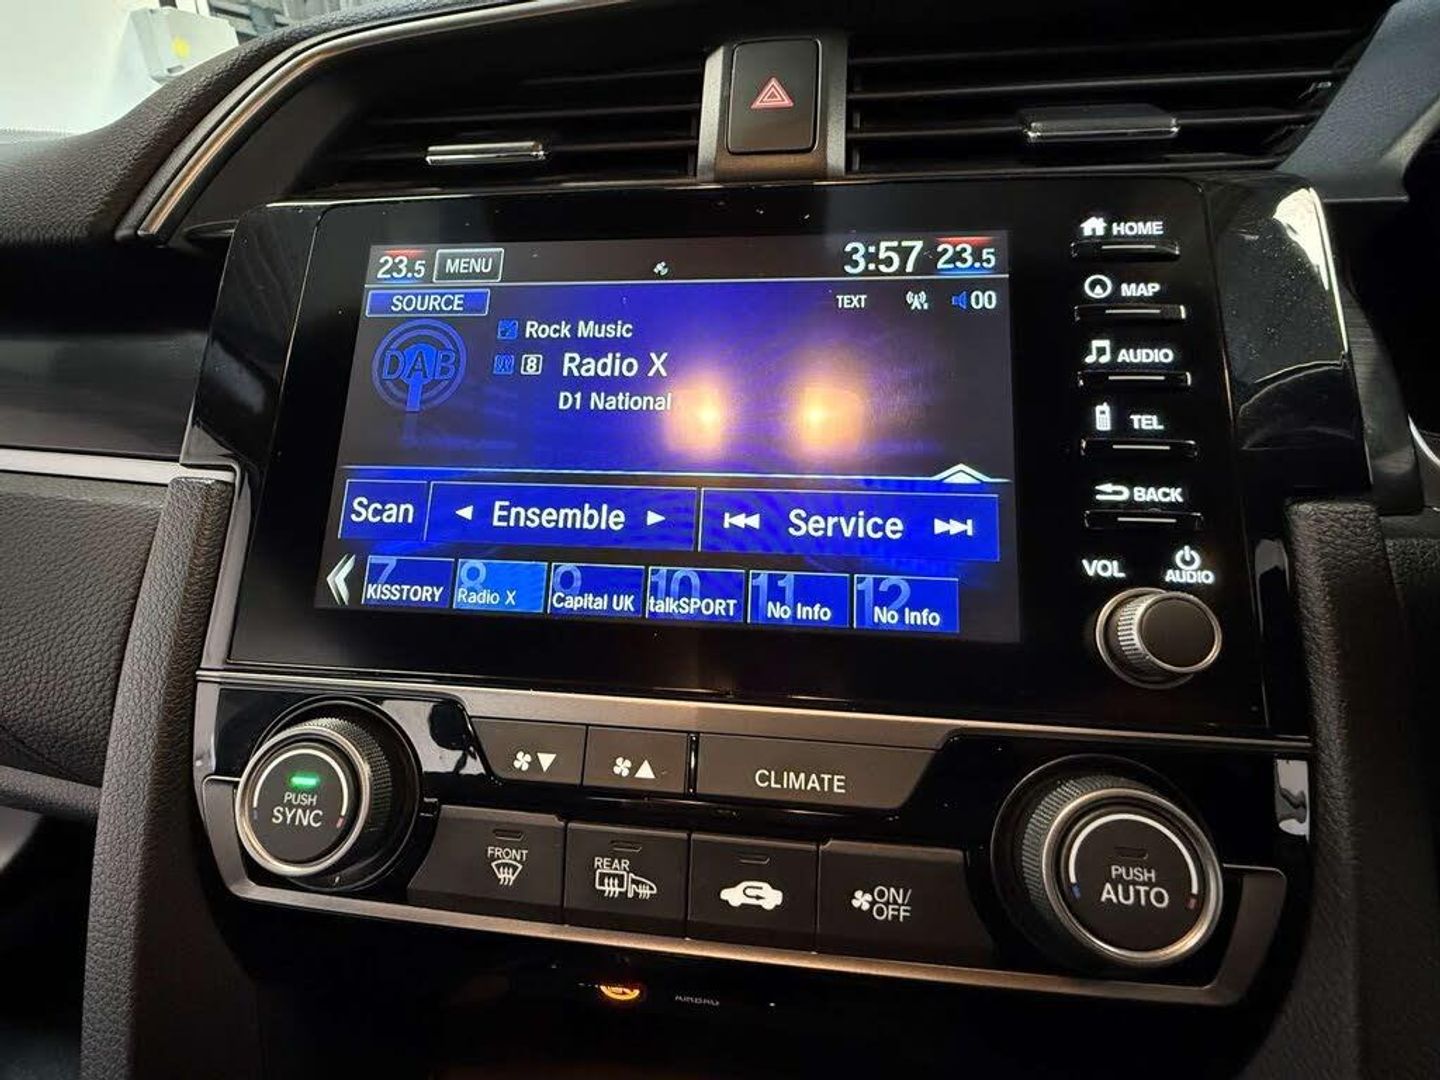 23.5 MENU 3:57 23.5
SOURCE TEXT 00
DAB
Rock Music
8 Radio X
D1 National
Scan Ensemble Service
7 KISSTORY
8 Radio X
9 Capital UK
10 talkSPORT
11 No Info
12 No Info
HOME
MAP
AUDIO
TEL
BACK
VOL AUDIO
CLIMATE
PUSH
SYNC
FRONT
REAR
ON/
OFF
PUSH
AUTO
AIRBAG